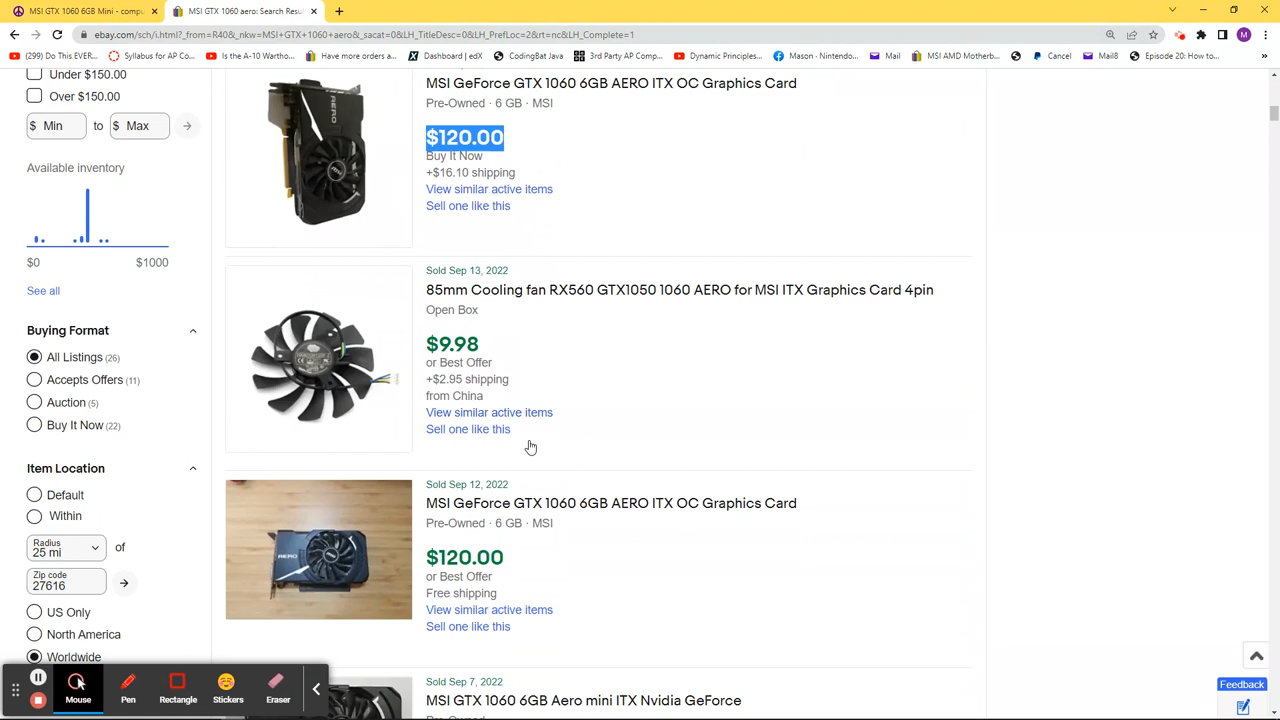 MSI GTX 1060 6GB Mini - compu
MSI GTX 1060 aero: Search Resu
ebay.com/sch/i.html?_from=R40&_nkw=MSI+GTX+1060+aero&_sacat=0&LH_TitleDesc=0&LH_PrefLoc=2&rt=nc&LH_Complete=1
M
(299) Do This EVER...
Syllabus for AP Co...
Is the A-10 Wartho...
Have more orders a...
Dashboard | edX
CodingBat Java
3rd Party AP Comp...
Dynamic Principles...
Mason - Nintendo...
Mail
MSI AMD Motherb...
Cancel
Mail8
Episode 20: How to...
Under $150.00
Over $150.00
$ Min to $ Max
Available inventory
$0 $1000
See all
Buying Format
All Listings (26)
Accepts Offers (11)
Auction (5)
Buy It Now (22)
Item Location
Default
Within
Radius
25 mi
of
Zip code
27616
US Only
North America
Worldwide
MSI GeForce GTX 1060 6GB AERO ITX OC Graphics Card
Pre-Owned · 6 GB · MSI
$120.00
Buy It Now
+$16.10 shipping
View similar active items
Sell one like this
AERO
Sold Sep 13, 2022
85mm Cooling fan RX560 GTX1050 1060 AERO for MSI ITX Graphics Card 4pin
Open Box
$9.98
or Best Offer
+$2.95 shipping
from China
View similar active items
Sell one like this
Sold Sep 12, 2022
MSI GeForce GTX 1060 6GB AERO ITX OC Graphics Card
Pre-Owned · 6 GB · MSI
$120.00
or Best Offer
Free shipping
View similar active items
Sell one like this
AERO
Sold Sep 7, 2022
MSI GTX 1060 6GB Aero mini ITX Nvidia GeForce
Mouse
Pen
Rectangle
Stickers
Eraser
Feedback